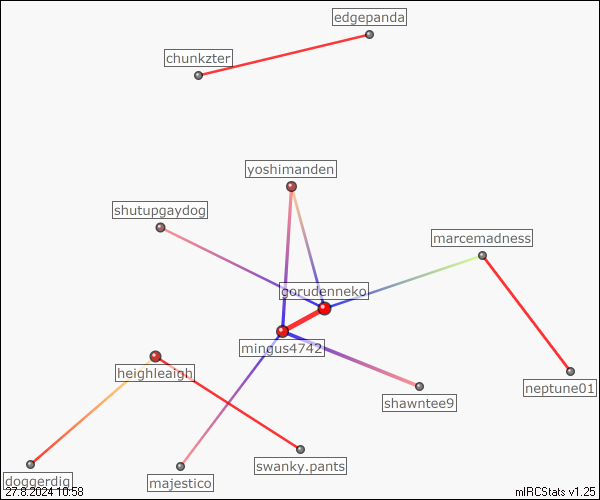 edgepanda
chunkzter
yoshimanden
shutupgaydog
marcemadness
gorudenneko
mingus4742
heighleaigh
neptune01
shawntee9
swanky.pants
doggerdig
majestico
27.8.2024 10:58
mIRCStats v1.25